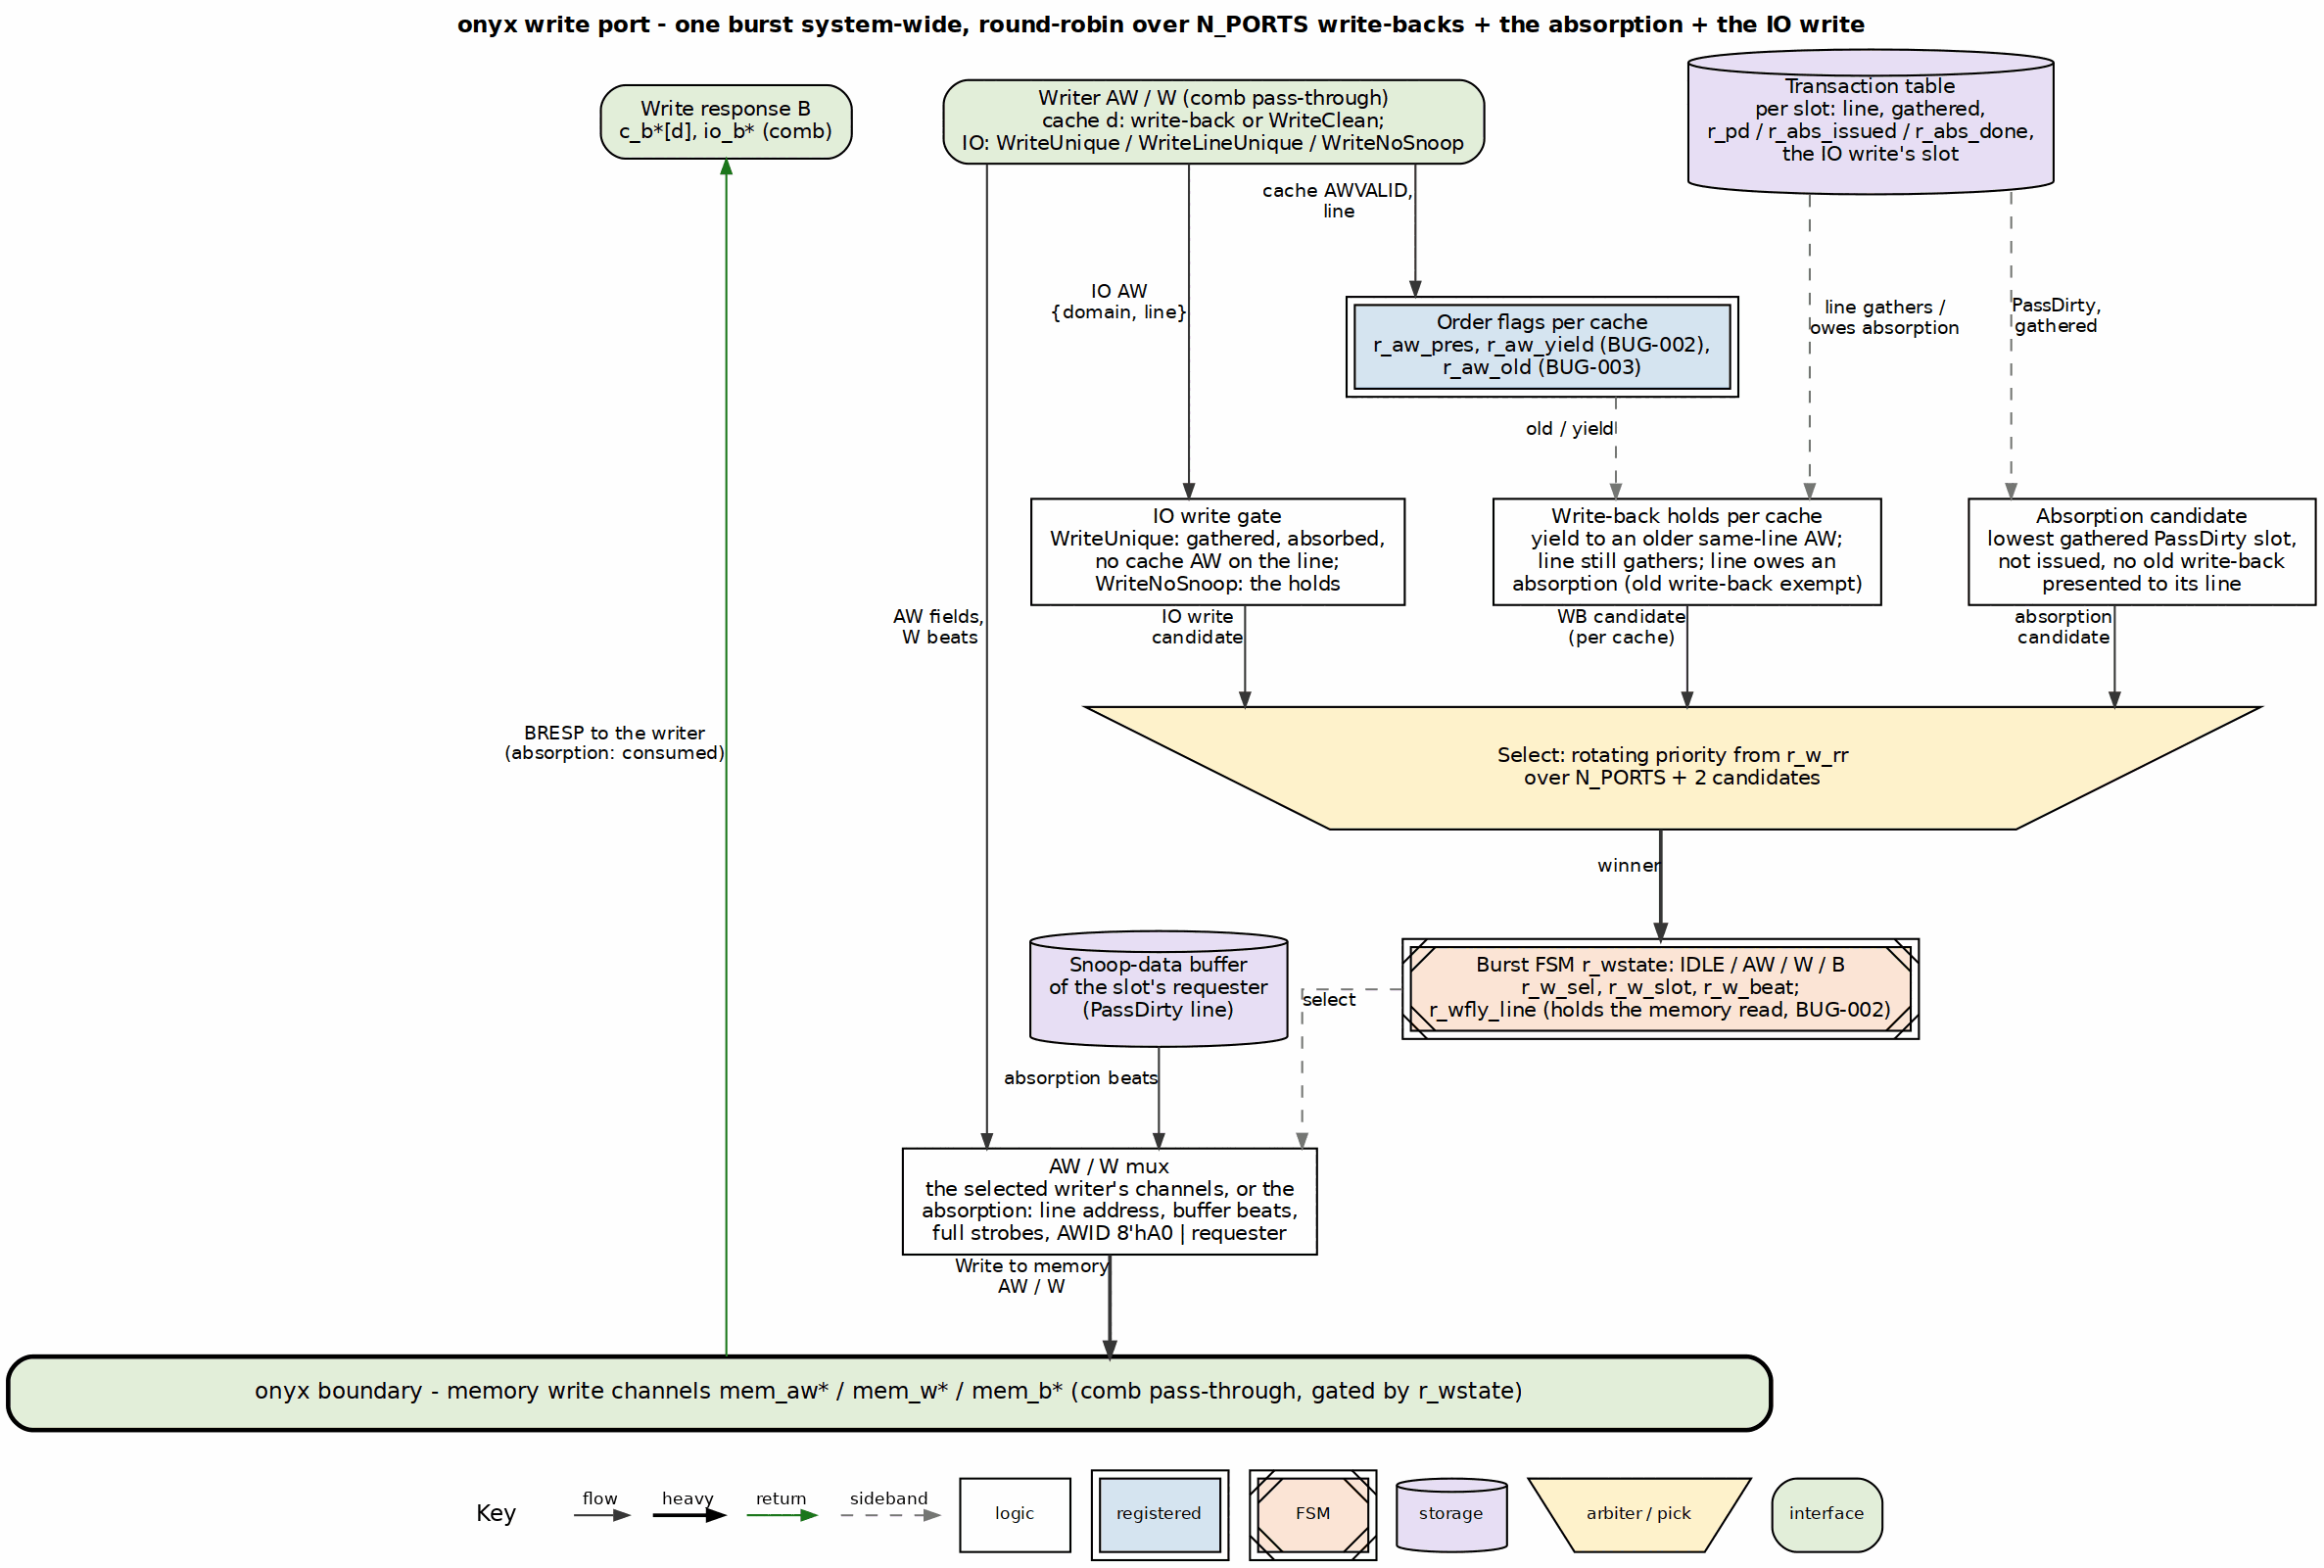 onyx write port - one burst system-wide, round-robin over N_PORTS write-backs + the absorption + the IO write
Write response B
c_b*[d], io_b* (comb)
Writer AW / W (comb pass-through)
cache d: write-back or WriteClean;
IO: WriteUnique / WriteLineUnique / WriteNoSnoop
Transaction table
per slot: line, gathered,
r_pd / r_abs_issued / r_abs_done,
the IO write's slot
cache AWVALID,
line
IO AW
{domain, line}
line gathers /
owes absorption
PassDirty,
gathered
Order flags per cache
r_aw_pres, r_aw_yield (BUG-002),
r_aw_old (BUG-003)
old / yield
IO write gate
WriteUnique: gathered, absorbed,
no cache AW on the line;
WriteNoSnoop: the holds
Write-back holds per cache
yield to an older same-line AW;
line still gathers; line owes an
absorption (old write-back exempt)
Absorption candidate
lowest gathered PassDirty slot,
not issued, no old write-back
presented to its line
AW fields,
W beats
IO write
candidate
WB candidate
(per cache)
absorption
candidate
BRESP to the writer
(absorption: consumed)
Select: rotating priority from r_w_rr
over N_PORTS + 2 candidates
winner
Snoop-data buffer
of the slot's requester
(PassDirty line)
select
Burst FSM r_wstate: IDLE / AW / W / B
r_w_sel, r_w_slot, r_w_beat;
r_wfly_line (holds the memory read, BUG-002)
absorption beats
AW / W mux
the selected writer's channels, or the
absorption: line address, buffer beats,
full strobes, AWID 8'hA0 | requester
Write to memory
AW / W
onyx boundary - memory write channels mem_aw* / mem_w* / mem_b* (comb pass-through, gated by r_wstate)
Key
flow
heavy
return
sideband
logic
registered
FSM
storage
arbiter / pick
interface